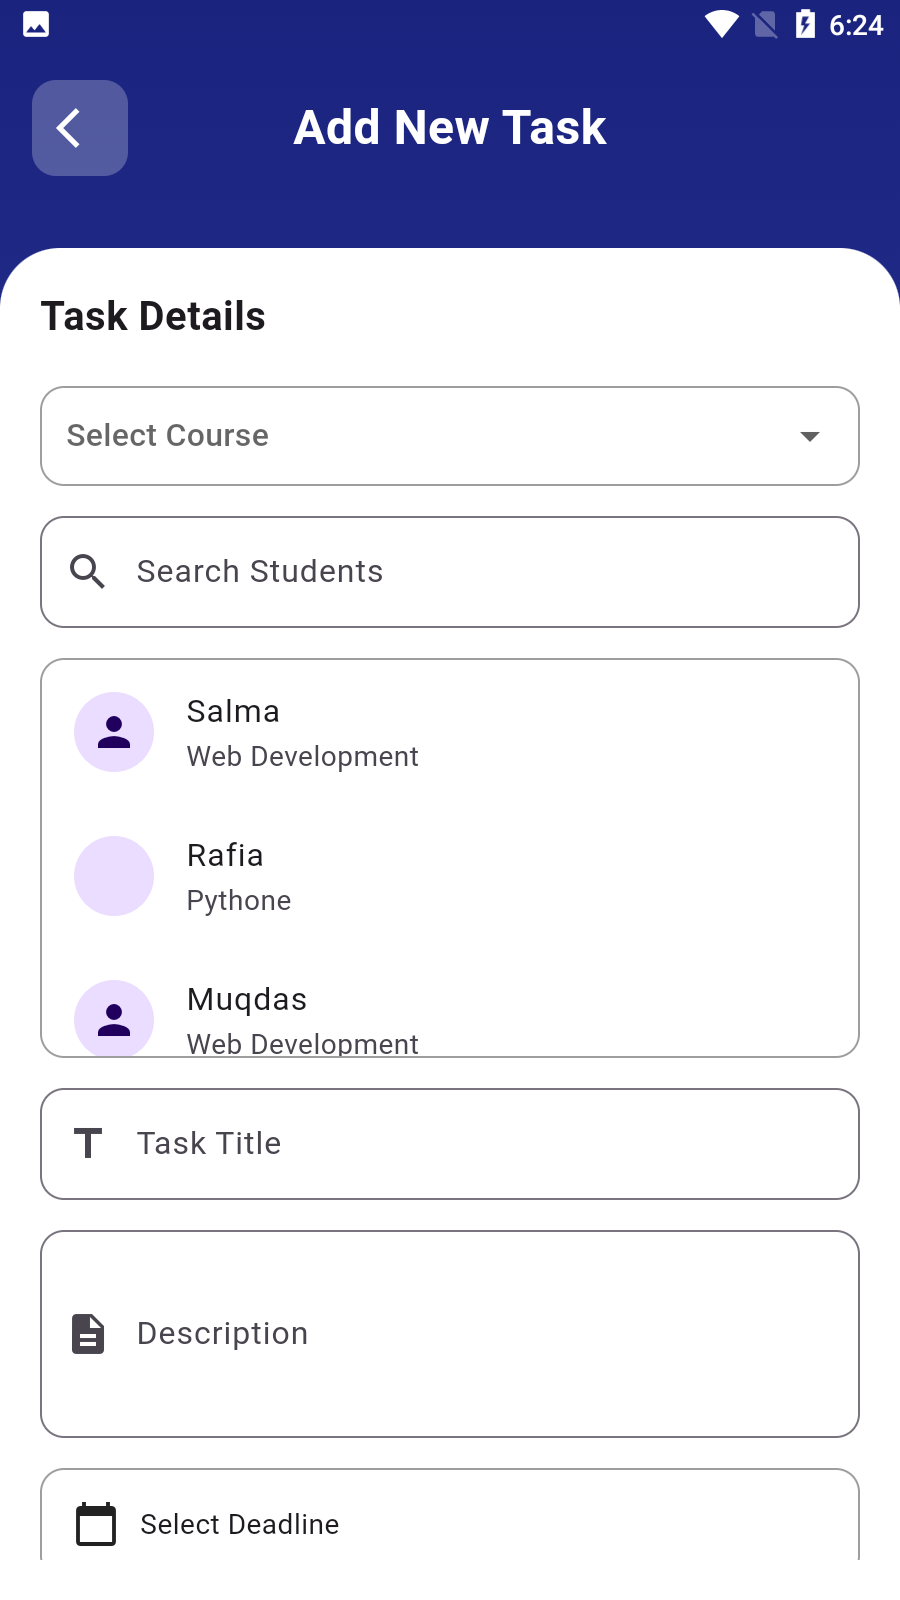 6:24
Add New Task
Task Details
Select Course
Search Students
Salma
Web Development
Rafia
Pythone
Muqdas
Web Development
Task Title
Description
Select Deadline